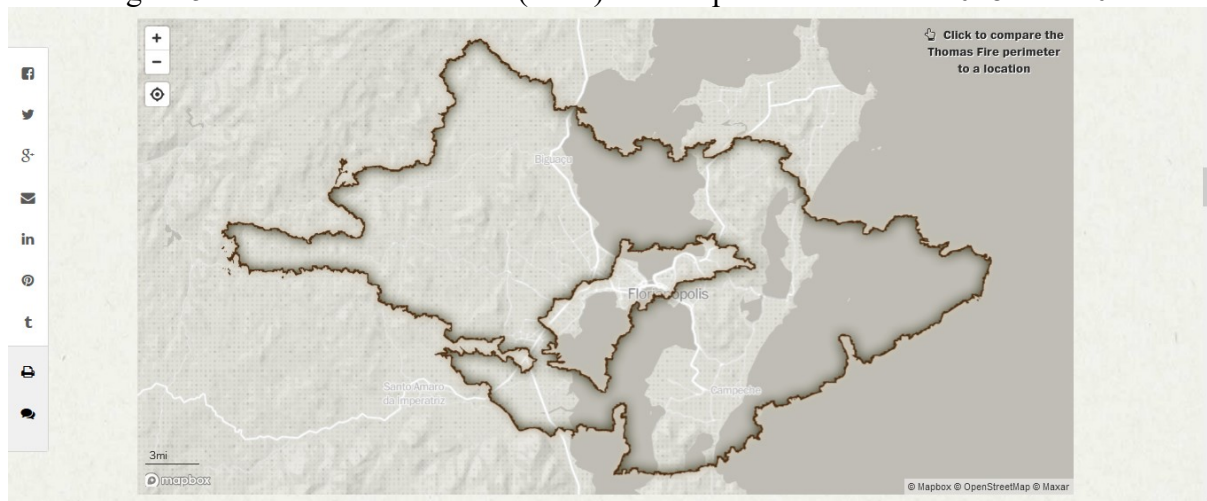 +
Click to compare the
Thomas Fire perimeter
to a location
−
g+
Biguaçu
in
Florianópolis
t
Santo Amaro
da Imperatriz
Campeche
3mi
mapbox
© Mapbox © OpenStreetMap © Maxar